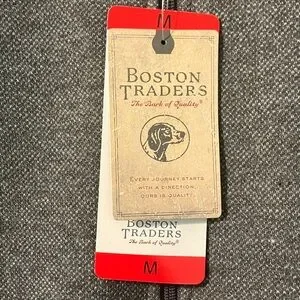 M
BOSTON
TRADERS
The Bark of Quality®
EVERY JOURNEY STARTS
WITH A DIRECTION,
OURS IS QUALITY.
BOSTON
TRADERS
The Bark of Quality®
M